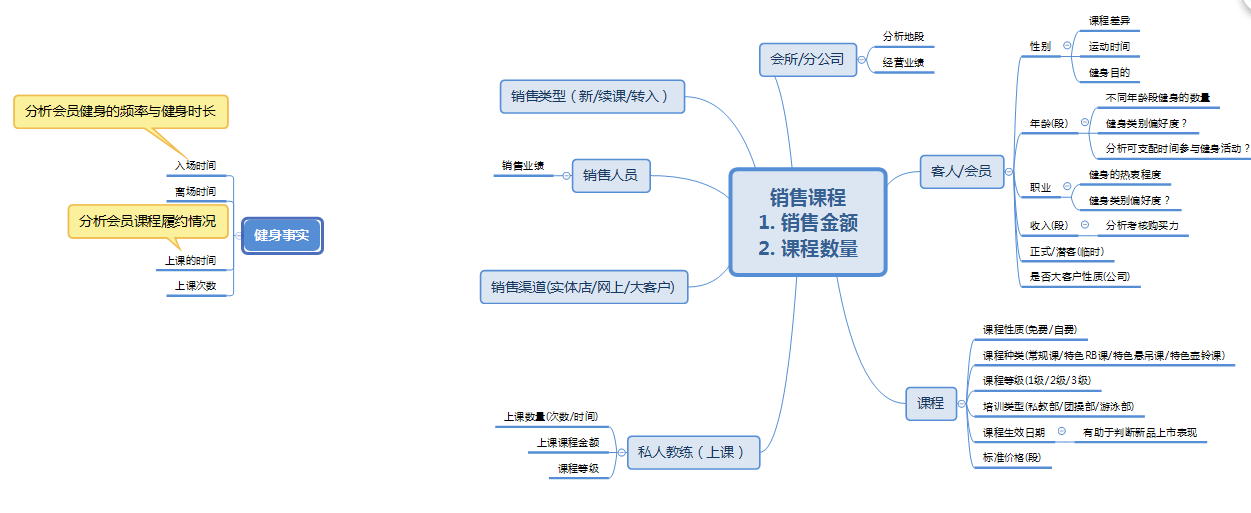 分析会员健身的频率与健身时长
入场时间
离场时间
分析会员课程履约情况
上课的时间
上课次数
健身事实
销售课程
1. 销售金额
2. 课程数量
会所/分公司
分析地段
经营业绩
销售类型（新/续课/转入）
销售人员
销售业绩
销售渠道(实体店/网上/大客户)
私人教练（上课）
上课数量(次数/时间)
上课课程金额
课程等级
客人/会员
性别
课程差异
运动时间
健身目的
年龄(段)
不同年龄段健身的数量
健身类别偏好度？
分析可支配时间参与健身活动？
职业
健身的热衷程度
健身类别偏好度？
收入(段)
分析考核购买力
正式/潜客(临时)
是否大客户性质(公司)
课程
课程性质(免费/自费)
课程种类(常规课/特色RB课/特色悬吊课/特色壶铃课)
课程等级(1级/2级/3级)
培训类型(私教部/团操部/游泳部)
课程生效日期
有助于判断新品上市表现
标准价格(段)